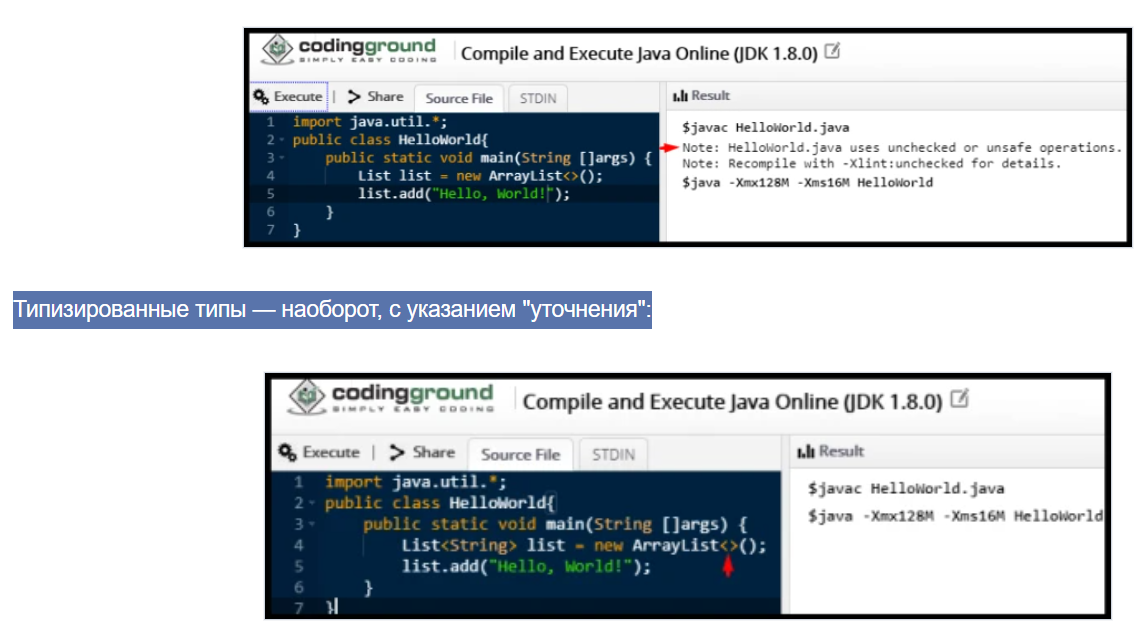 codingground
SIMPLY EASY CODING
Compile and Execute Java Online (JDK 1.8.0)
Execute | Share Source File STDIN
1 import java.util.*;
2 public class HelloWorld{
3 public static void main(String []args) {
4 List list = new ArrayList<>();
5 list.add("Hello, World!");
6 }
7 }
Result
$javac HelloWorld.java
Note: HelloWorld.java uses unchecked or unsafe operations.
Note: Recompile with -Xlint:unchecked for details.
$java -Xmx128M -Xms16M HelloWorld
Типизированные типы — наоборот, с указанием "уточнения":
codingground
SIMPLY EASY CODING
Compile and Execute Java Online (JDK 1.8.0)
Execute | Share Source File STDIN
1 import java.util.*;
2 public class HelloWorld{
3 public static void main(String []args) {
4 List<String> list = new ArrayList<>();
5 list.add("Hello, World!");
6 }
7 }
Result
$javac HelloWorld.java
$java -Xmx128M -Xms16M HelloWorld